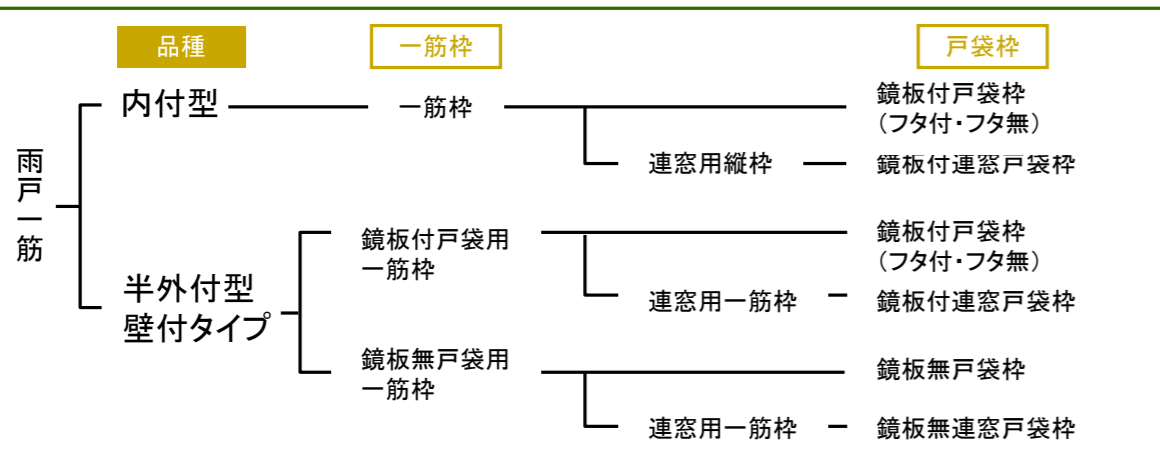 品種
一筋枠
戸袋枠
雨戸一筋
内付型
一筋枠
鏡板付戸袋枠
(フタ付・フタ無)
連窓用縦枠
鏡板付連窓戸袋枠
半外付型
壁付タイプ
鏡板付戸袋用
一筋枠
鏡板付戸袋枠
(フタ付・フタ無)
連窓用一筋枠
鏡板付連窓戸袋枠
鏡板無戸袋用
一筋枠
鏡板無戸袋枠
連窓用一筋枠
鏡板無連窓戸袋枠